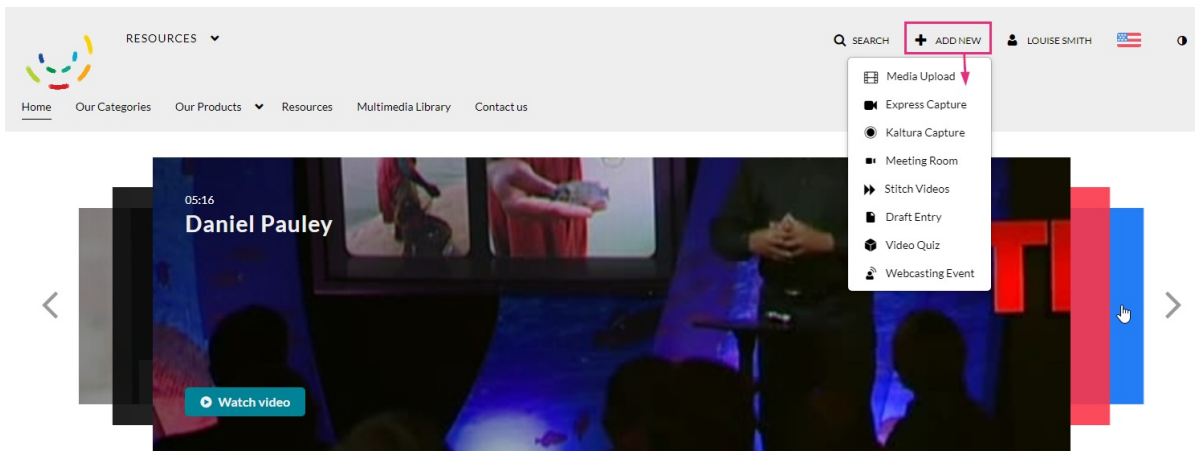 RESOURCES
SEARCH
ADD NEW
LOUISE SMITH
Home
Our Categories
Our Products
Resources
Multimedia Library
Contact us
Media Upload
Express Capture
Kaltura Capture
Meeting Room
Stitch Videos
Draft Entry
Video Quiz
Webcasting Event
05:16
Daniel Pauley
Watch video